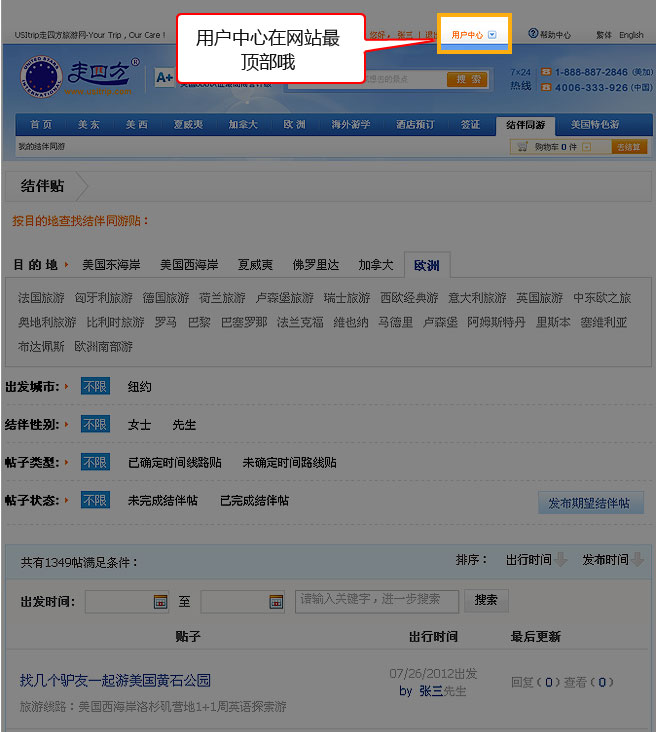 USItrip走四方旅游网-Your Trip , Our Care !
您好, 张三 | 退出
用户中心
帮助中心
繁体 English
用户中心在网站最
顶部哦
UNITED STATES
INTERNATIONAL
走四方®
A+
搜 索
7×24
热线
1-888-887-2846 (美加)
4006-333-926 (中国)
首 页 美 东 美 西 夏威夷 加拿大 欧 洲 海外游学 酒店预订 签证 结伴同游 美国特色游
我的结伴同游
购物车 0 件
去结算
结伴贴
按目的地查找结伴同游贴：
目 的 地 美国东海岸 美国西海岸 夏威夷 佛罗里达 加拿大 欧洲
法国旅游 匈牙利旅游 德国旅游 荷兰旅游 卢森堡旅游 瑞士旅游 西欧经典游 意大利旅游 英国旅游 中东欧之旅
奥地利旅游 比利时旅游 罗马 巴黎 巴塞罗那 法兰克福 维也纳 马德里 卢森堡 阿姆斯特丹 里斯本 塞维利亚
布达佩斯 欧洲南部游
出发城市: 不限 纽约
结伴性别: 不限 女士 先生
帖子类型: 不限 已确定时间线路贴 未确定时间路线贴
帖子状态: 不限 未完成结伴帖 已完成结伴帖
发布期望结伴帖
共有1349帖满足条件：
排序： 出行时间 发布时间
出发时间: 至 请输入关键字，进一步搜索 搜索
贴子 出行时间 最后更新
找几个驴友一起游美国黄石公园
07/26/2012出发
by 张三先生
回复(0)查看(0)
旅游线路：美国西海岸洛杉矶营地1+1周英语探索游